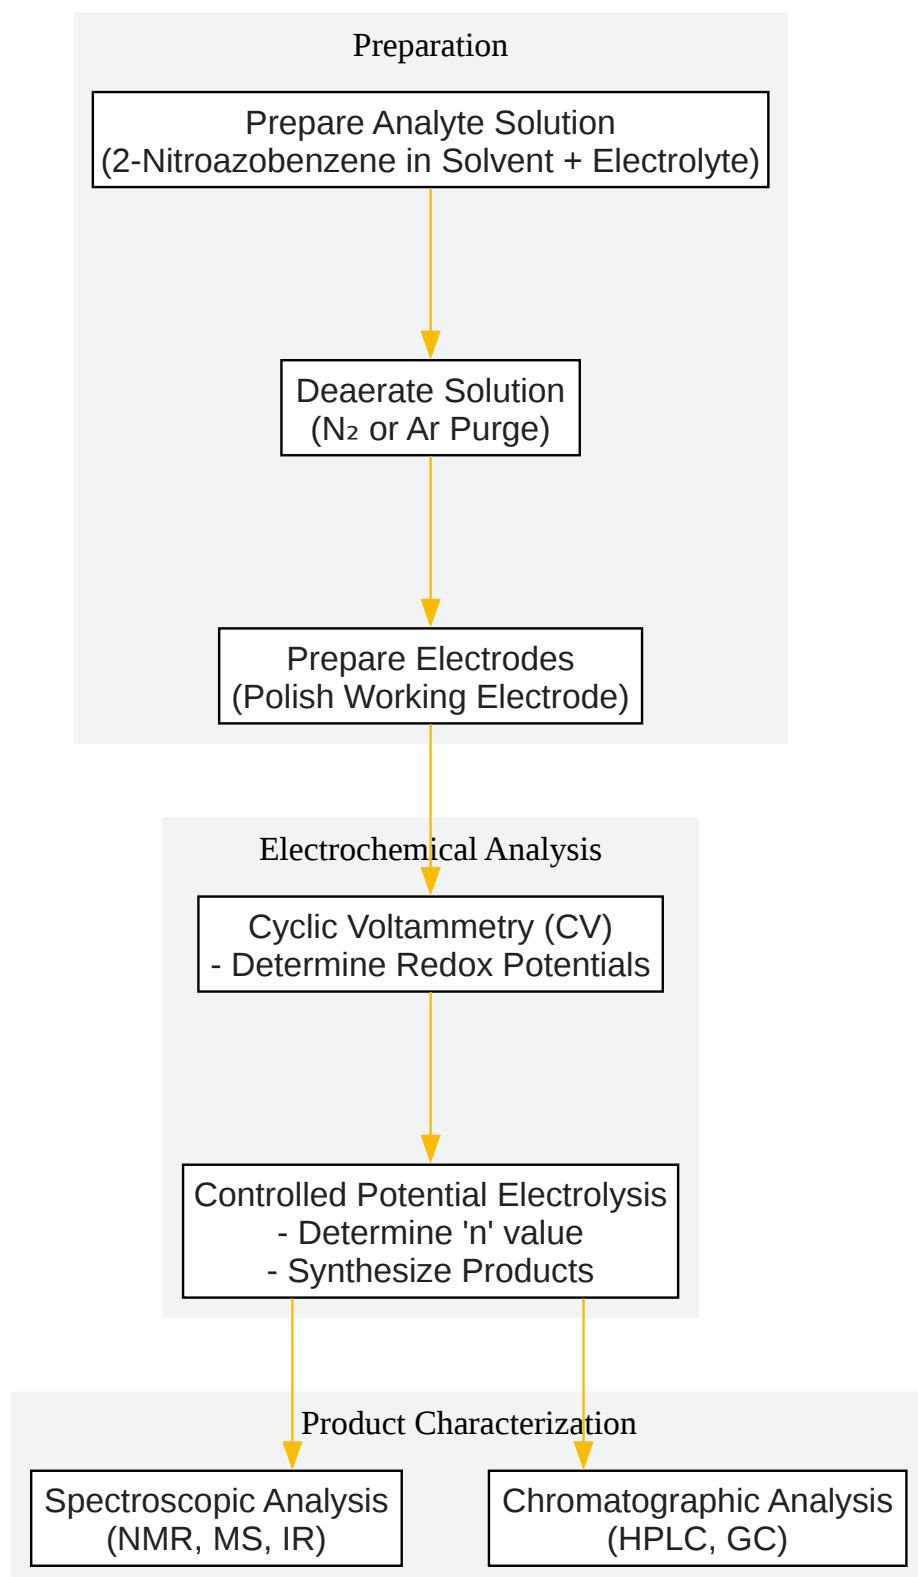 Preparation
Prepare Analyte Solution
(2-Nitroazobenzene in Solvent + Electrolyte)
Deaerate Solution
(N₂ or Ar Purge)
Prepare Electrodes
(Polish Working Electrode)
Electrochemical Analysis
Cyclic Voltammetry (CV)
- Determine Redox Potentials
Controlled Potential Electrolysis
- Determine 'n' value
- Synthesize Products
Product Characterization
Spectroscopic Analysis
(NMR, MS, IR)
Chromatographic Analysis
(HPLC, GC)